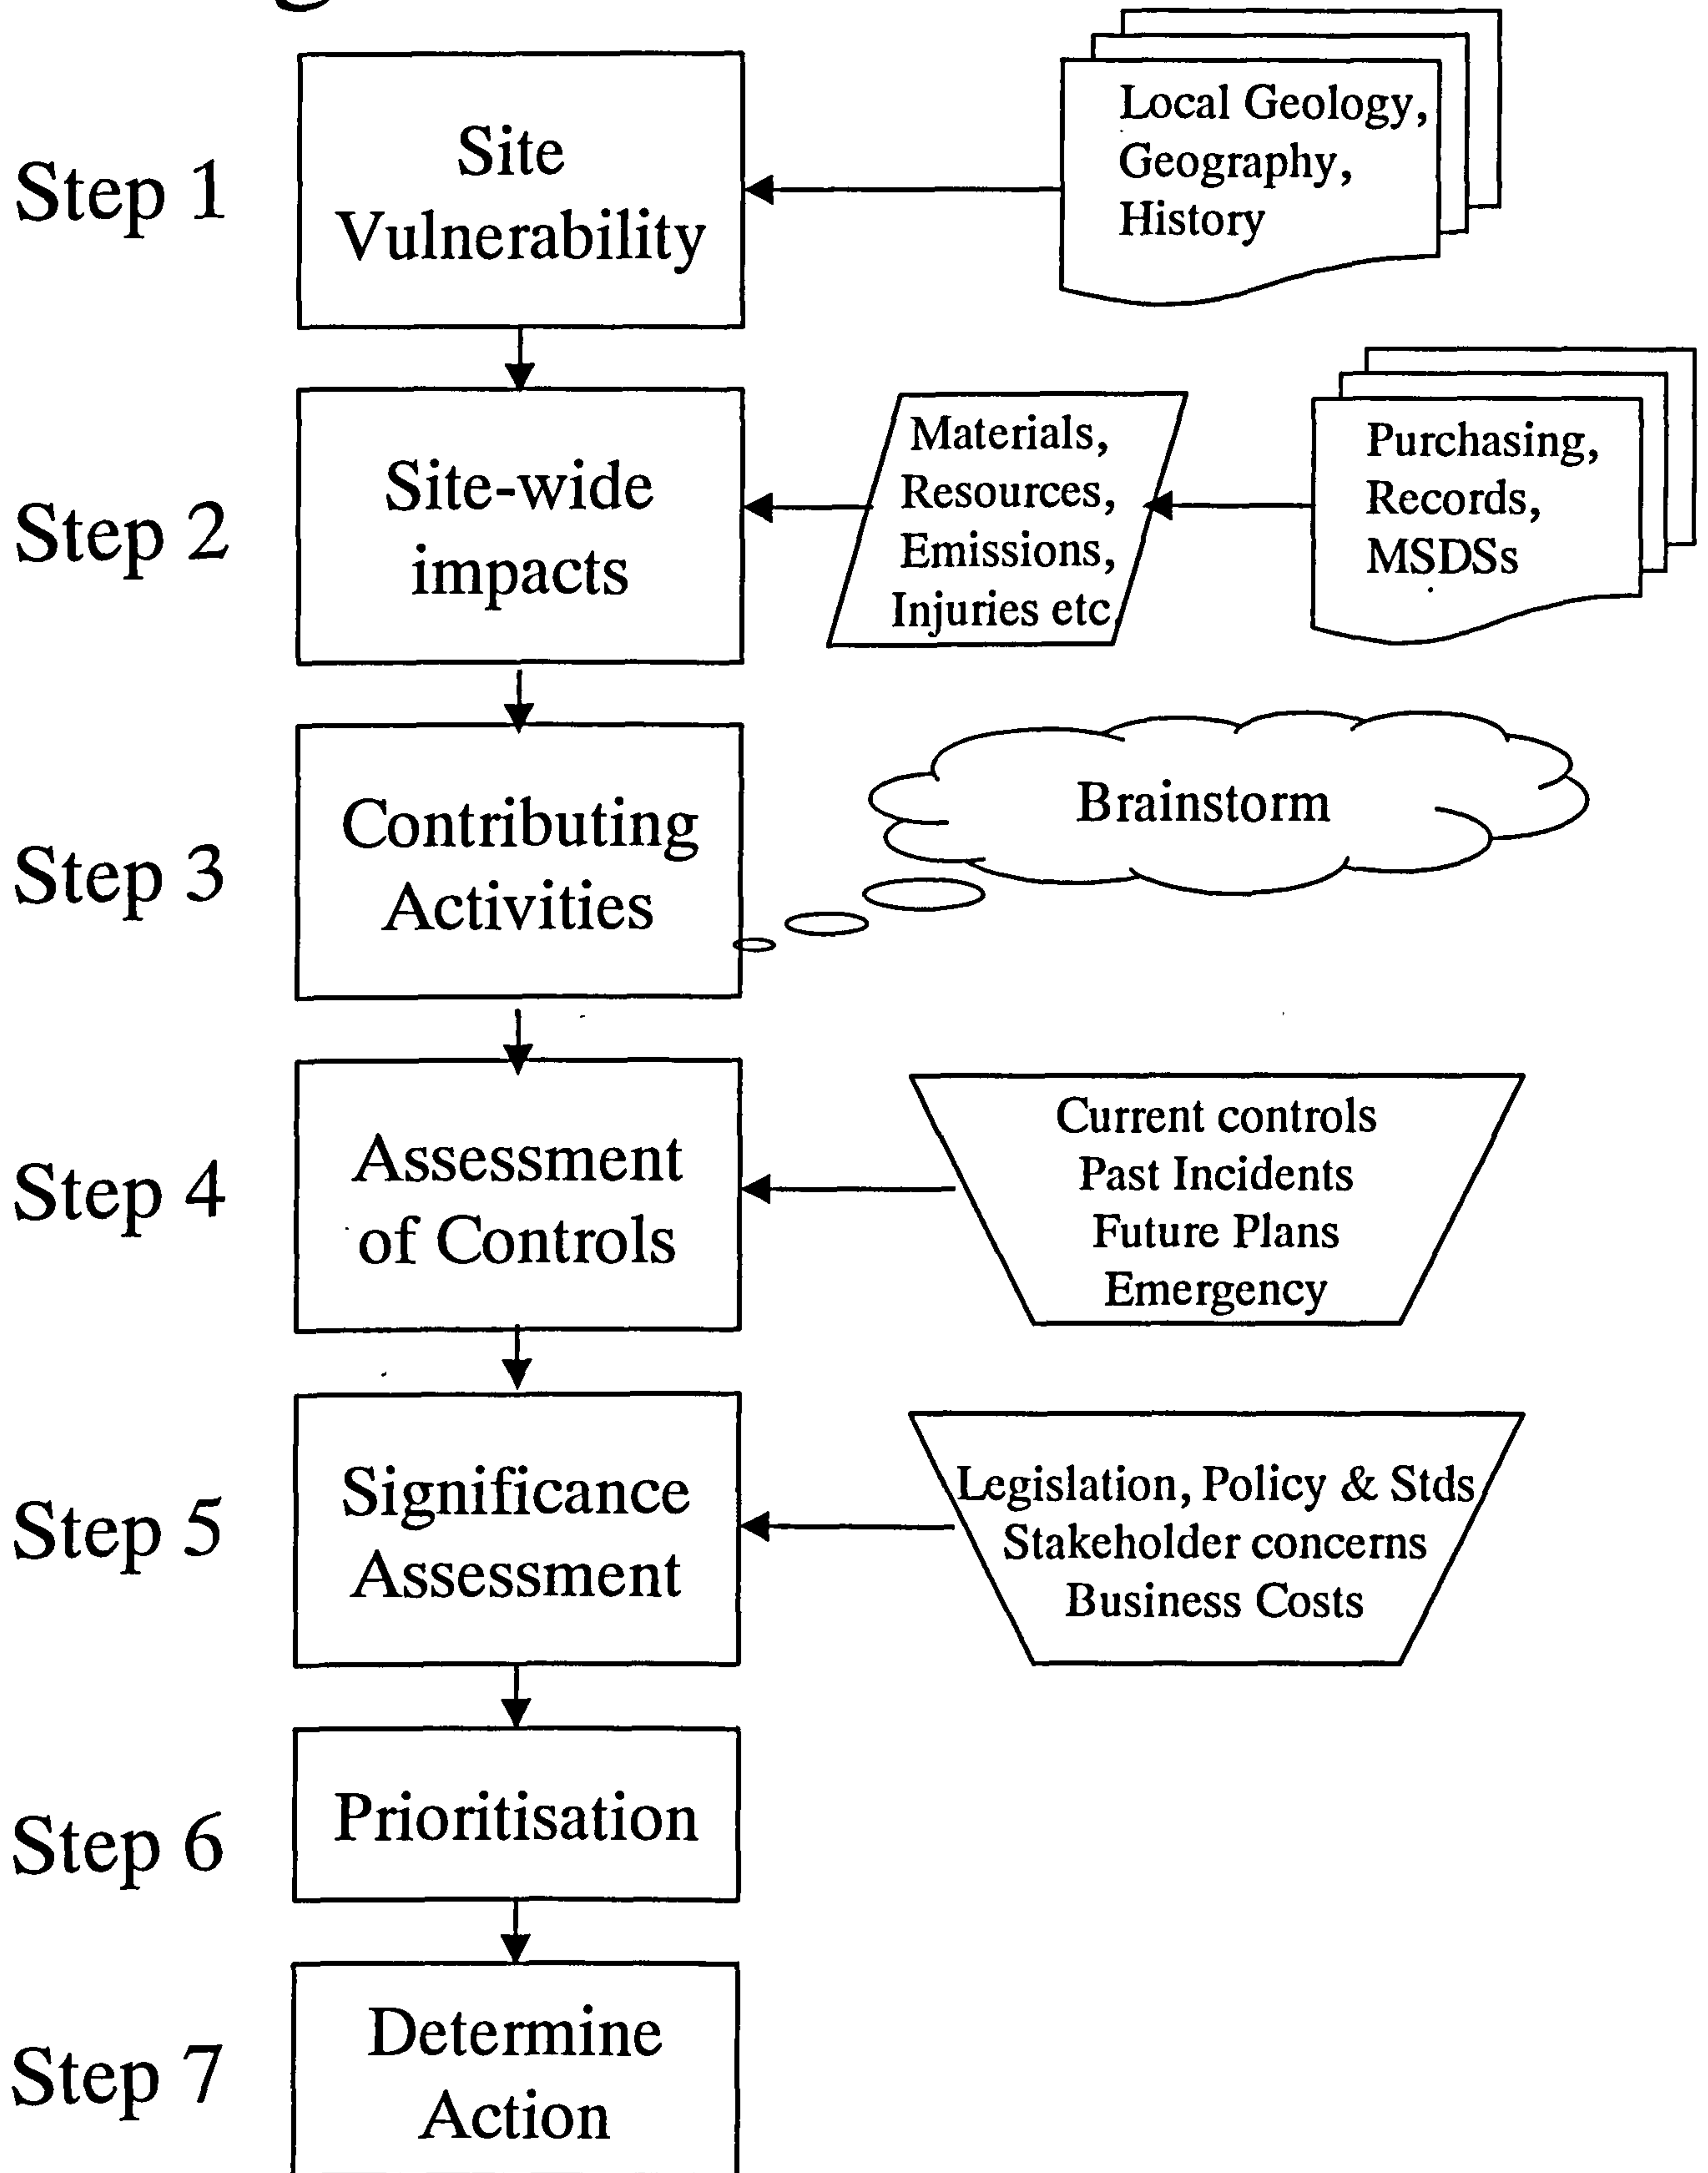 Step 1
Site
Vulnerability
Local Geology,
Geography,
History
Step 2
Site-wide
impacts
Materials,
Resources,
Emissions,
Injuries etc.
Purchasing,
Records,
MSDSs
Step 3
Contributing
Activities
Brainstorm
Step 4
Assessment
of Controls
Current controls
Past Incidents
Future Plans
Emergency
Step 5
Significance
Assessment
Legislation, Policy & Stds
Stakeholder concerns
Business Costs
Step 6
Prioritisation
Step 7
Determine
Action